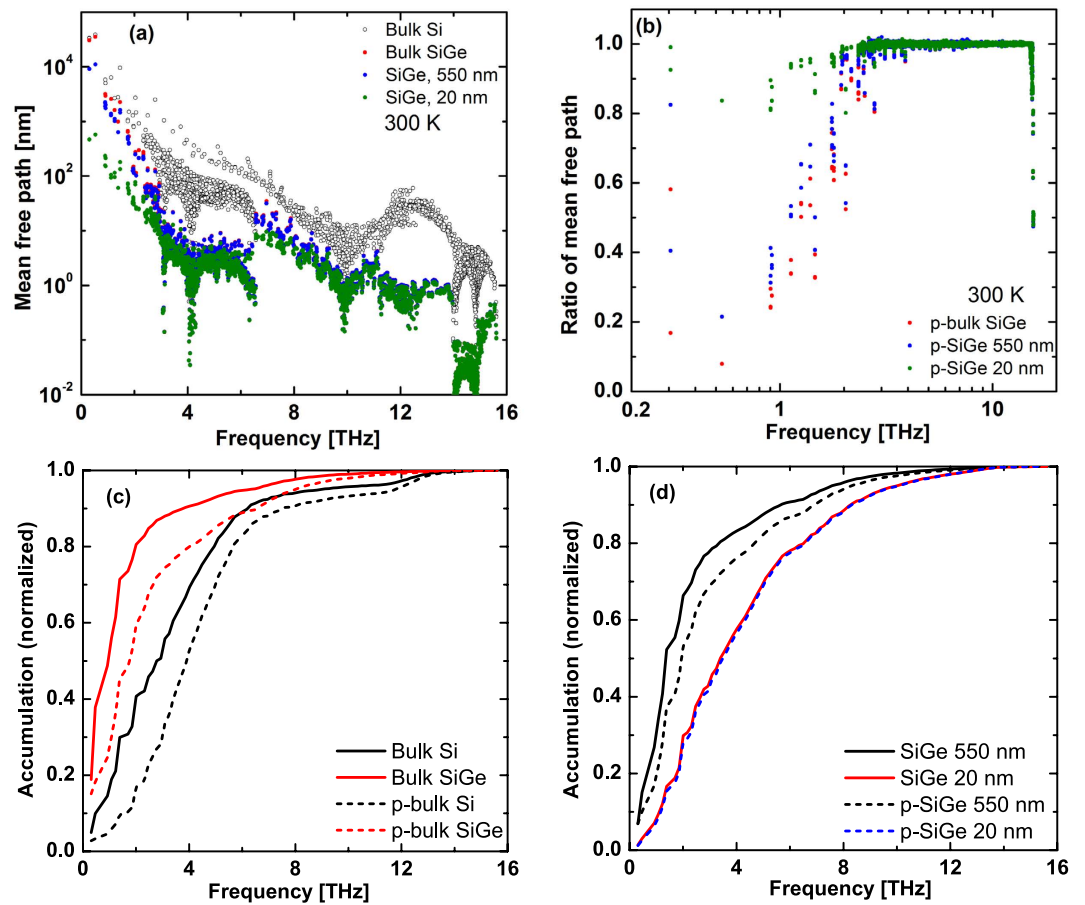 (a)
Bulk Si
Bulk SiGe
SiGe, 550 nm
SiGe, 20 nm
300 K
10^4
10^2
10^0
10^-2
Mean free path [nm]
0 4 8 12 16
Frequency [THz]
(b)
1.0
0.8
0.6
0.4
0.2
0.0
Ratio of mean free path
300 K
p-bulk SiGe
p-SiGe 550 nm
p-SiGe 20 nm
0.2 1 10
Frequency [THz]
(c)
1.0
0.8
0.6
0.4
0.2
0.0
Accumulation (normalized)
Bulk Si
Bulk SiGe
p-bulk Si
p-bulk SiGe
0 4 8 12 16
Frequency [THz]
(d)
1.0
0.8
0.6
0.4
0.2
0.0
Accumulation (normalized)
SiGe 550 nm
SiGe 20 nm
p-SiGe 550 nm
p-SiGe 20 nm
0 4 8 12 16
Frequency [THz]